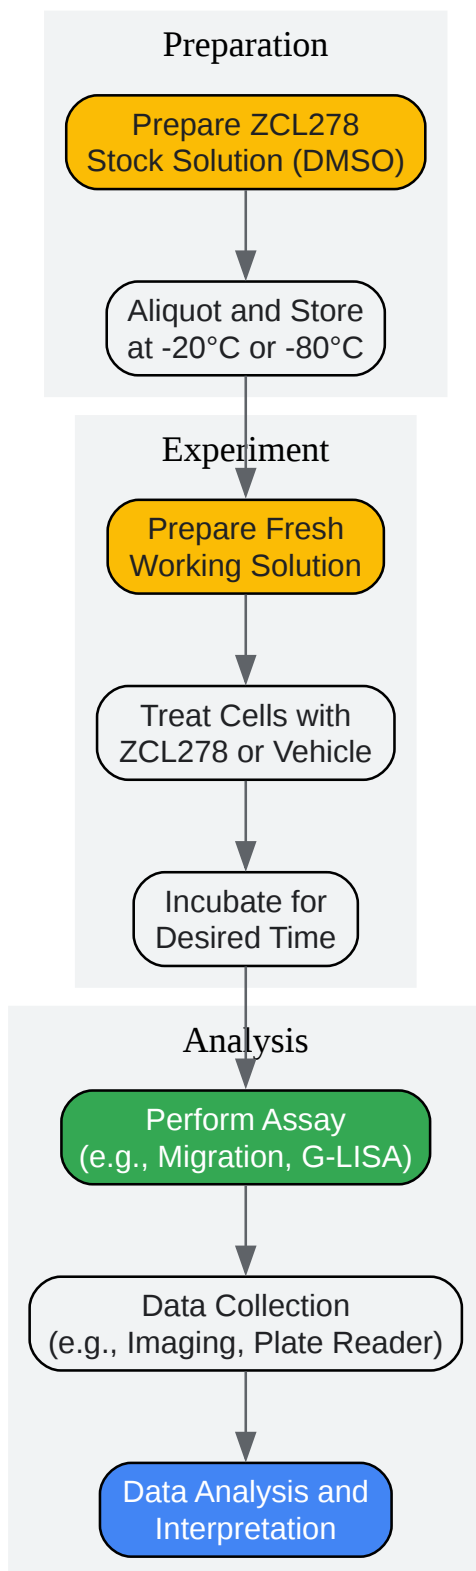 Preparation
Prepare ZCL278
Stock Solution (DMSO)
Aliquot and Store
at -20°C or -80°C
Experiment
Prepare Fresh
Working Solution
Treat Cells with
ZCL278 or Vehicle
Incubate for
Desired Time
Analysis
Perform Assay
(e.g., Migration, G-LISA)
Data Collection
(e.g., Imaging, Plate Reader)
Data Analysis and
Interpretation